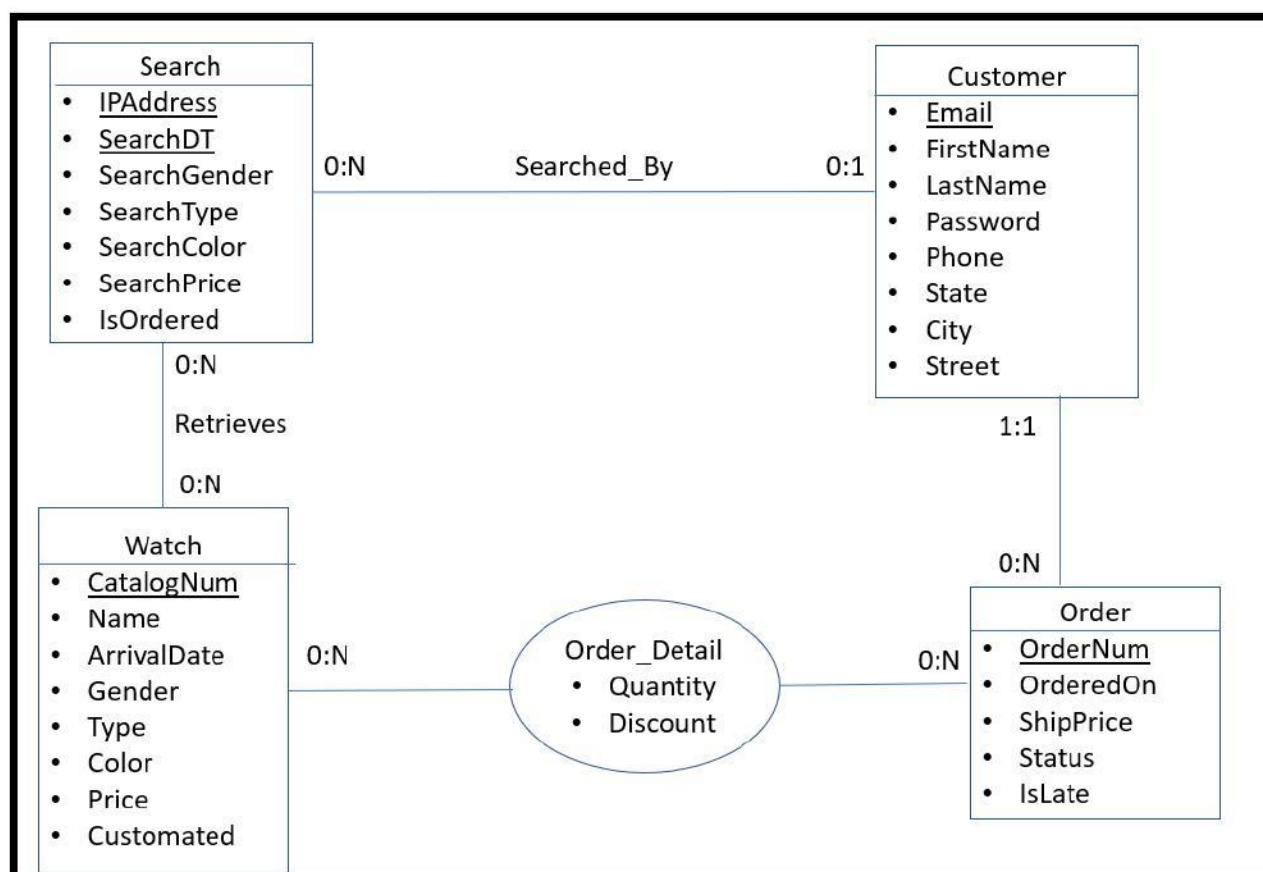 Search
• IPAddress
• SearchDT
• SearchGender
• SearchType
• SearchColor
• SearchPrice
• IsOrdered
0:N
Searched_By
0:1
Customer
• Email
• FirstName
• LastName
• Password
• Phone
• State
• City
• Street
0:N
Retrieves
0:N
1:1
0:N
Watch
• CatalogNum
• Name
• ArrivalDate
• Gender
• Type
• Color
• Price
• Customated
0:N
Order_Detail
• Quantity
• Discount
0:N
Order
• OrderNum
• OrderedOn
• ShipPrice
• Status
• IsLate